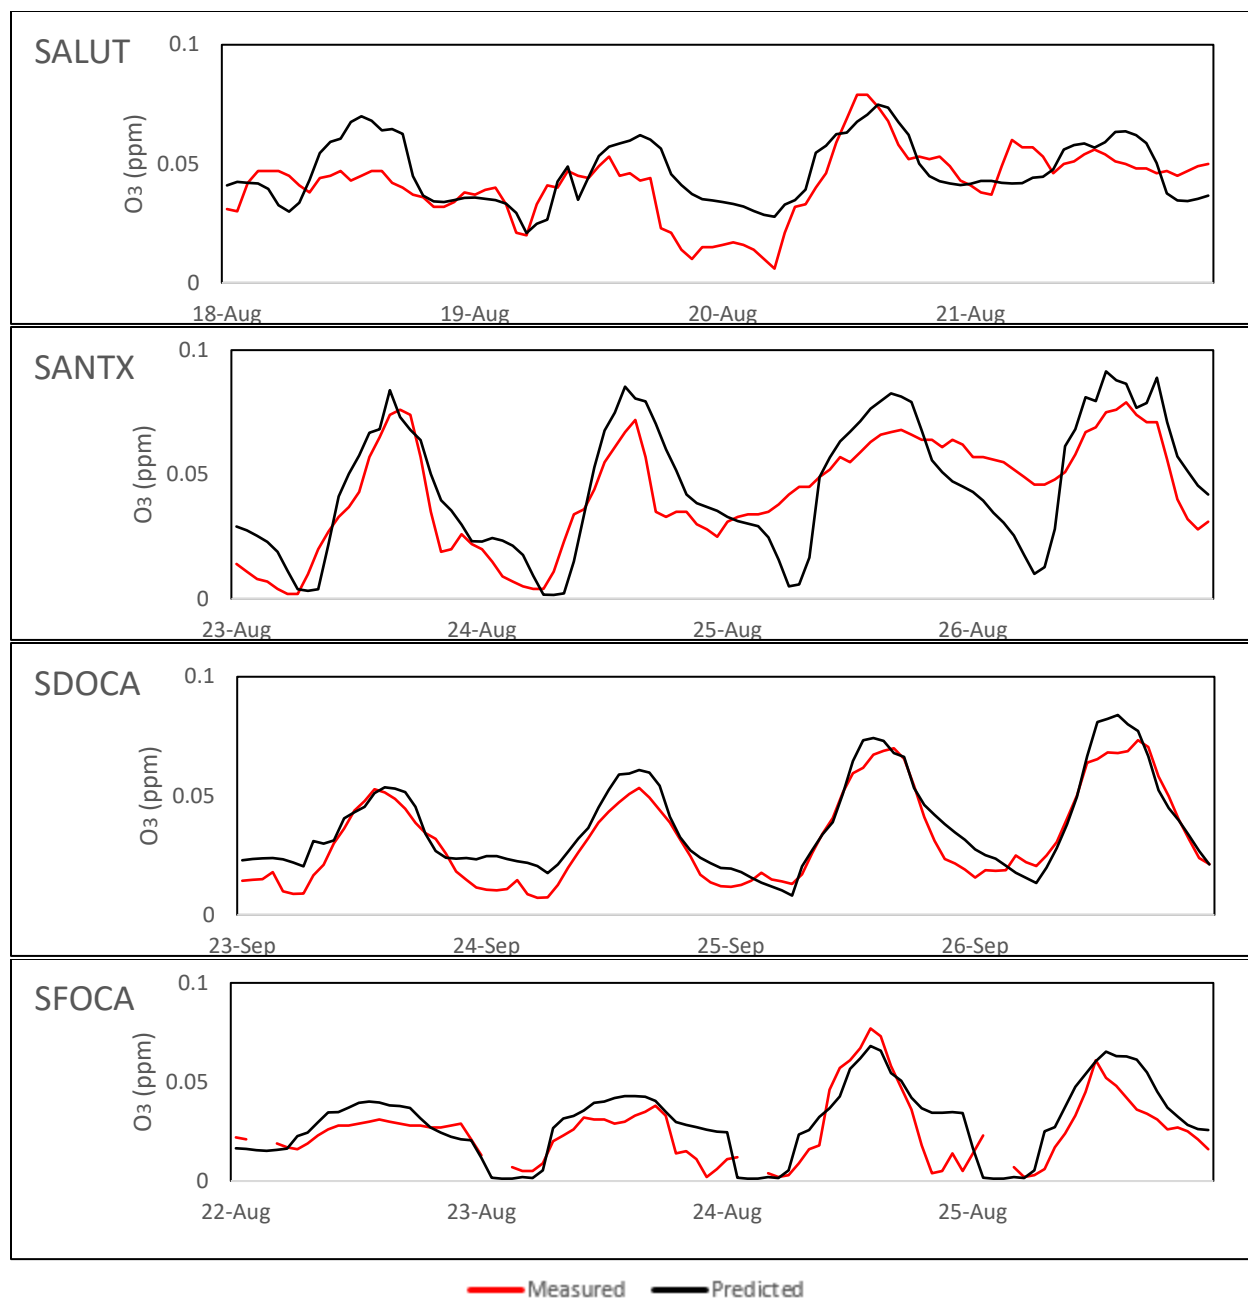 SALUT
O3 (ppm)
0.1
0.05
0
18-Aug 19-Aug 20-Aug 21-Aug
SANTX
O3 (ppm)
0.1
0.05
0
23-Aug 24-Aug 25-Aug 26-Aug
SDOCA
O3 (ppm)
0.1
0.05
0
23-Sep 24-Sep 25-Sep 26-Sep
SFOCA
O3 (ppm)
0.1
0.05
0
22-Aug 23-Aug 24-Aug 25-Aug
Measured Predicted